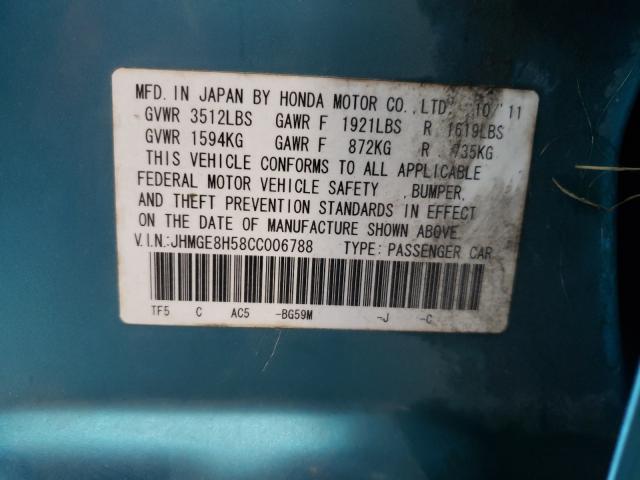 MFD. IN JAPAN BY HONDA MOTOR CO.,LTD. 10/'11
GVWR 3512LBS GAWR F 1921LBS R 1619LBS
GVWR 1594KG GAWR F 872KG R 735KG
THIS VEHICLE CONFORMS TO ALL APPLICABLE
FEDERAL MOTOR VEHICLE SAFETY ,BUMPER,
AND THEFT PREVENTION STANDARDS IN EFFECT
ON THE DATE OF MANUFACTURE SHOWN ABOVE.
V.I.N.:JHMGE8H58CC006788 TYPE: PASSENGER CAR
TF5 C AC5 -BG59M -J -C